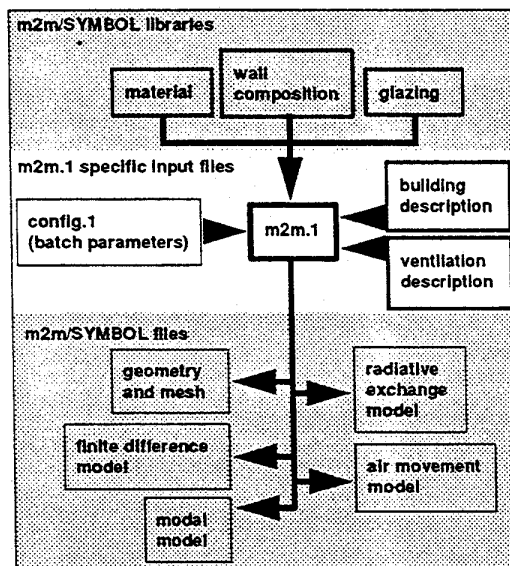 m2m/SYMBOL libraries
material
wall
composition
glazing
m2m.1 specific input files
config.1
(batch parameters)
m2m.1
building
description
ventilation
description
m2m/SYMBOL files
geometry
and mesh
radiative
exchange
model
finite difference
model
air movement
model
modal
model